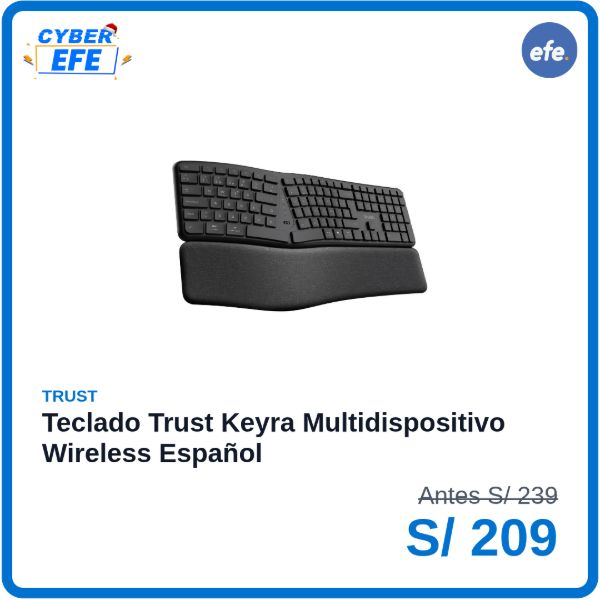 CYBER
EFE
efe.
TRUST
Teclado Trust Keyra Multidispositivo
Wireless Español
Antes S/ 239
S/ 209